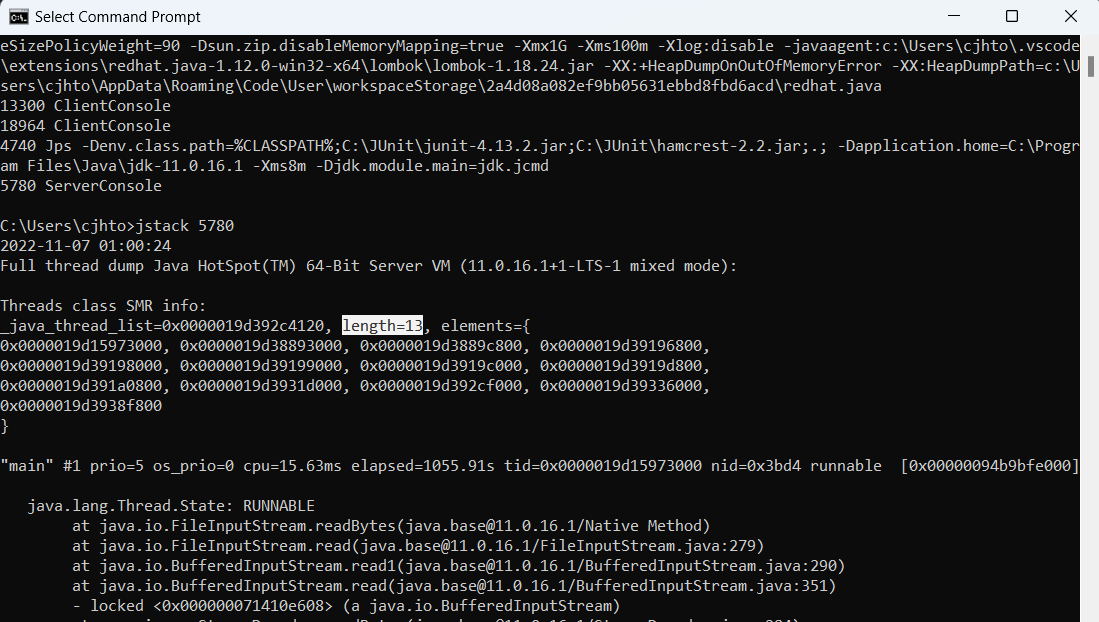 Select Command Prompt
eSizePolicyWeight=90 -Dsun.zip.disableMemoryMapping=true -Xmx1G -Xms100m -Xlog:disable -javaagent:c:\Users\cjhto\.vscode
\extensions\redhat.java-1.12.0-win32-x64\lombok\lombok-1.18.24.jar -XX:+HeapDumpOnOutOfMemoryError -XX:HeapDumpPath=c:\U
sers\cjhto\AppData\Roaming\Code\User\workspaceStorage\2a4d08a082ef9bb05631ebbd8fbd6acd\redhat.java
13300 ClientConsole
18964 ClientConsole
4740 Jps -Denv.class.path=%CLASSPATH%;C:\JUnit\junit-4.13.2.jar;C:\JUnit\hamcrest-2.2.jar;.; -Dapplication.home=C:\Progr
am Files\Java\jdk-11.0.16.1 -Xms8m -Djdk.module.main=jdk.jcmd
5780 ServerConsole
C:\Users\cjhto>jstack 5780
2022-11-07 01:00:24
Full thread dump Java HotSpot(TM) 64-Bit Server VM (11.0.16.1+1-LTS-1 mixed mode):
Threads class SMR info:
_java_thread_list=0x0000019d392c4120, length=13, elements={
0x0000019d15973000, 0x0000019d38893000, 0x0000019d3889c800, 0x0000019d39196800,
0x0000019d39198000, 0x0000019d39199000, 0x0000019d3919c000, 0x0000019d3919d800,
0x0000019d391a0800, 0x0000019d3931d000, 0x0000019d392cf000, 0x0000019d39336000,
0x0000019d3938f800
}
"main" #1 prio=5 os_prio=0 cpu=15.63ms elapsed=1055.91s tid=0x0000019d15973000 nid=0x3bd4 runnable  [0x00000094b9bfe000]
java.lang.Thread.State: RUNNABLE
at java.io.FileInputStream.readBytes(java.base@11.0.16.1/Native Method)
at java.io.FileInputStream.read(java.base@11.0.16.1/FileInputStream.java:279)
at java.io.BufferedInputStream.read1(java.base@11.0.16.1/BufferedInputStream.java:290)
at java.io.BufferedInputStream.read(java.base@11.0.16.1/BufferedInputStream.java:351)
- locked <0x000000071410e608> (a java.io.BufferedInputStream)